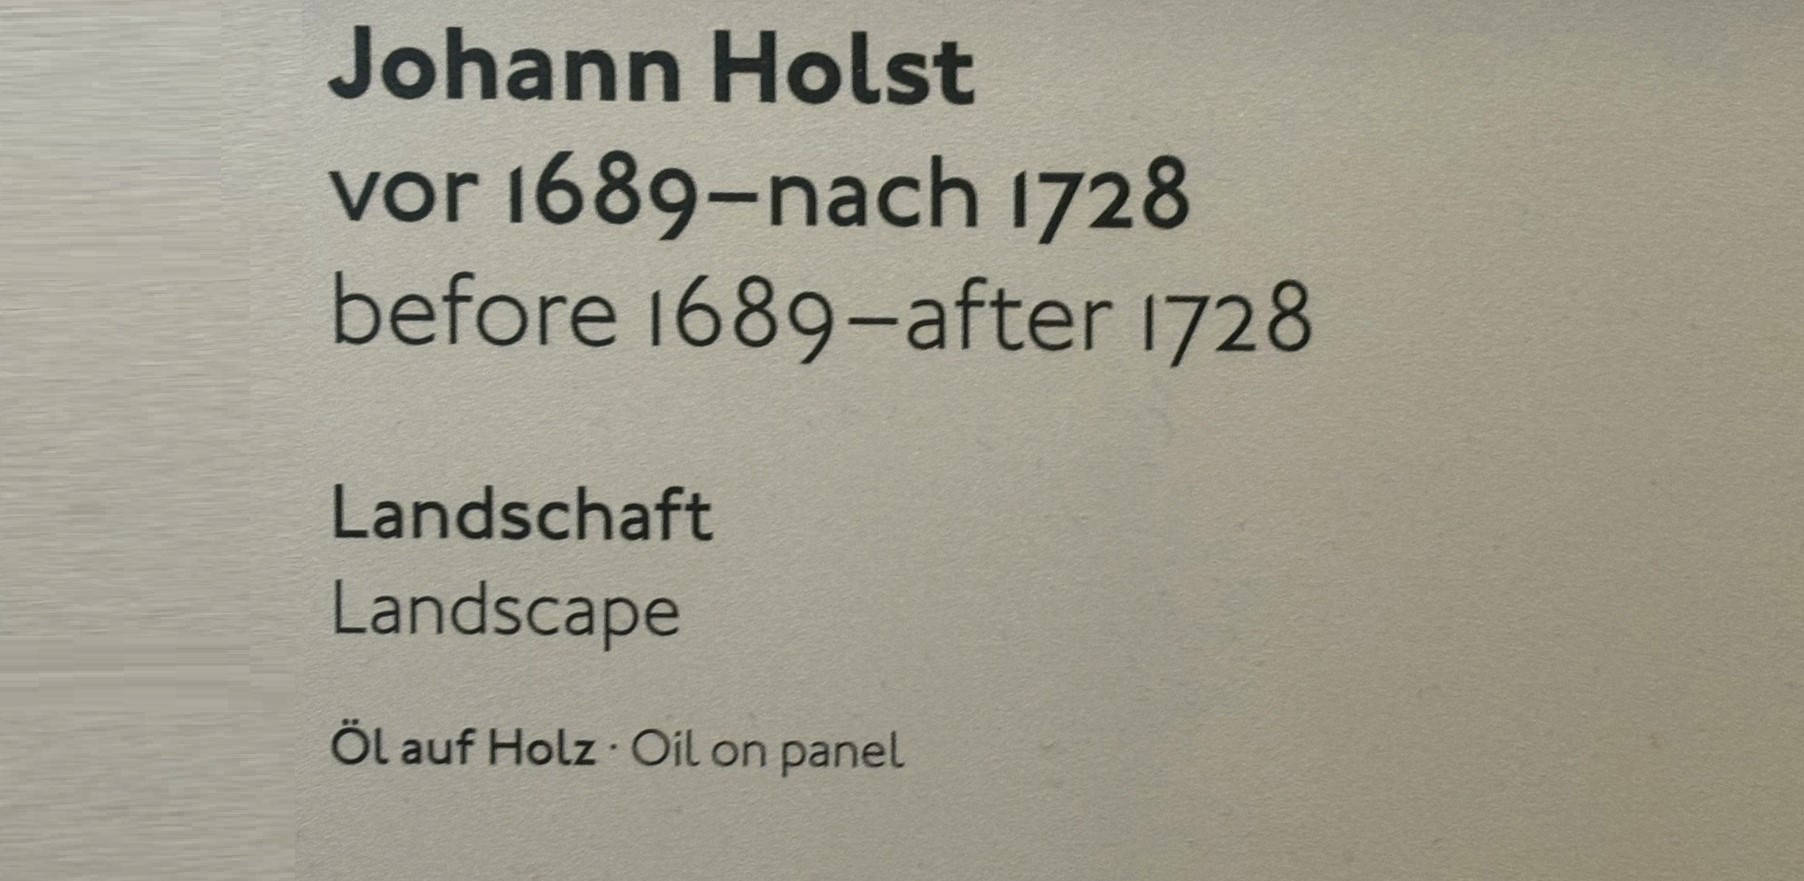 Johann Holst
vor 1689–nach 1728
before 1689–after 1728
Landschaft
Landscape
Öl auf Holz · Oil on panel